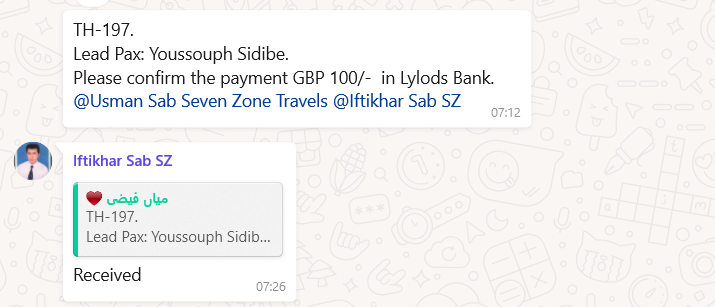 TH-197.
Lead Pax: Youssouph Sidibe.
Please confirm the payment GBP 100/-  in Lylods Bank.
@Usman Sab Seven Zone Travels @Iftikhar Sab SZ
07:12
Iftikhar Sab SZ
❤️ میاں فیضی
TH-197.
Lead Pax: Youssouph Sidib...
Received
07:26